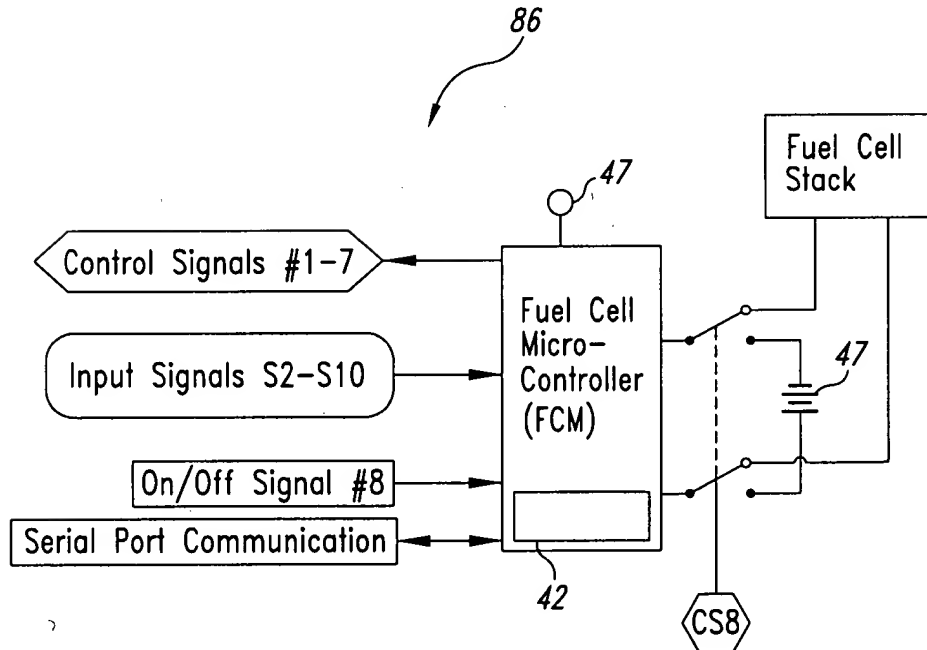 86
Fuel Cell
Stack
47
Control Signals #1-7
Fuel Cell
Micro-
Controller
(FCM)
Input Signals S2-S10
47
On/Off Signal #8
Serial Port Communication
42
CS8